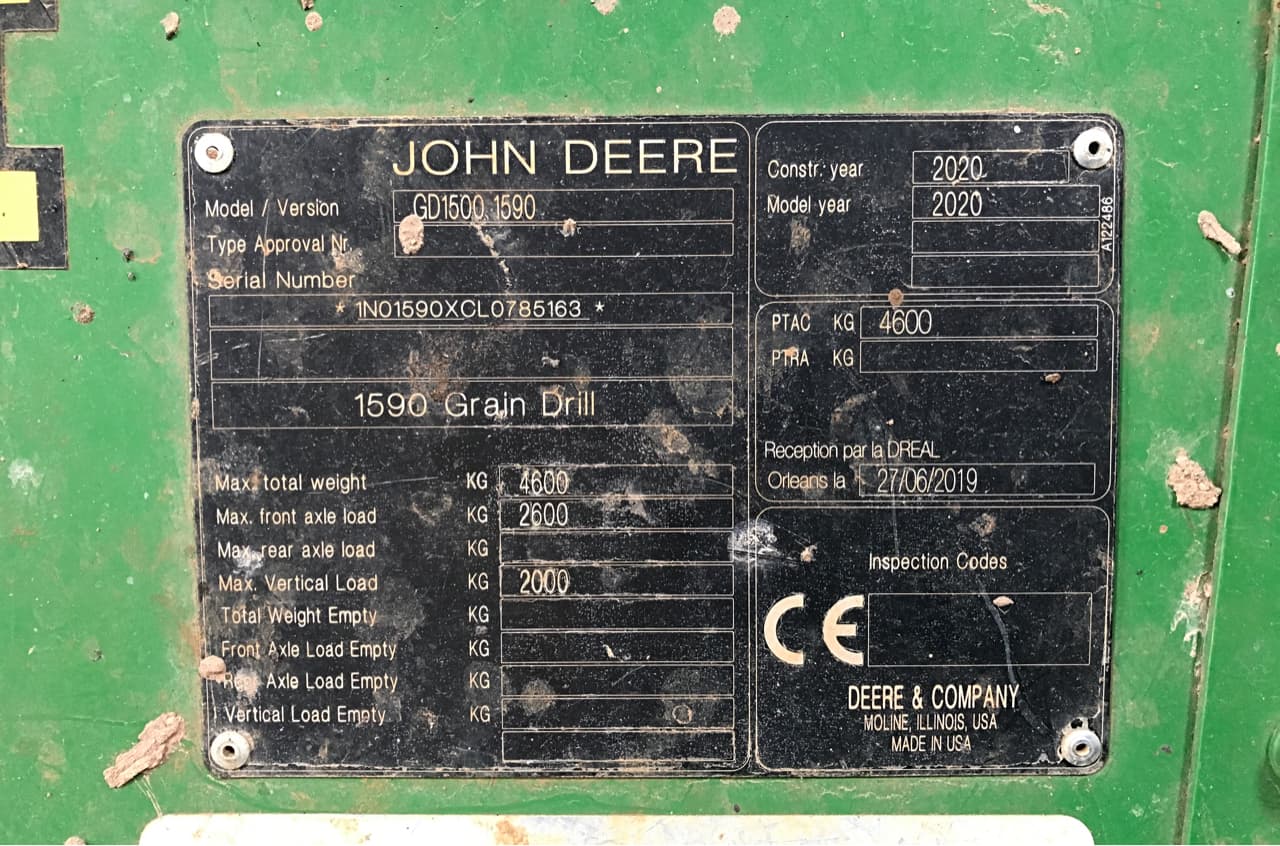 JOHN DEERE
Model / Version GD1500 1590
Type Approval Nr.
Serial Number
* 1N01590XCL0785163 *
1590 Grain Drill
Max. total weight KG 4600
Max. front axle load KG 2600
Max. rear axle load KG
Max. Vertical Load KG 2000
Total Weight Empty KG
Front Axle Load Empty KG
Rear Axle Load Empty KG
Vertical Load Empty KG
Constr. year 2020
Model year 2020
A122486
PTAC KG 4600
PTRA KG
Reception par la DREAL
Orleans la 27/06/2019
Inspection Codes
CE
DEERE & COMPANY
MOLINE, ILLINOIS, USA
MADE IN USA